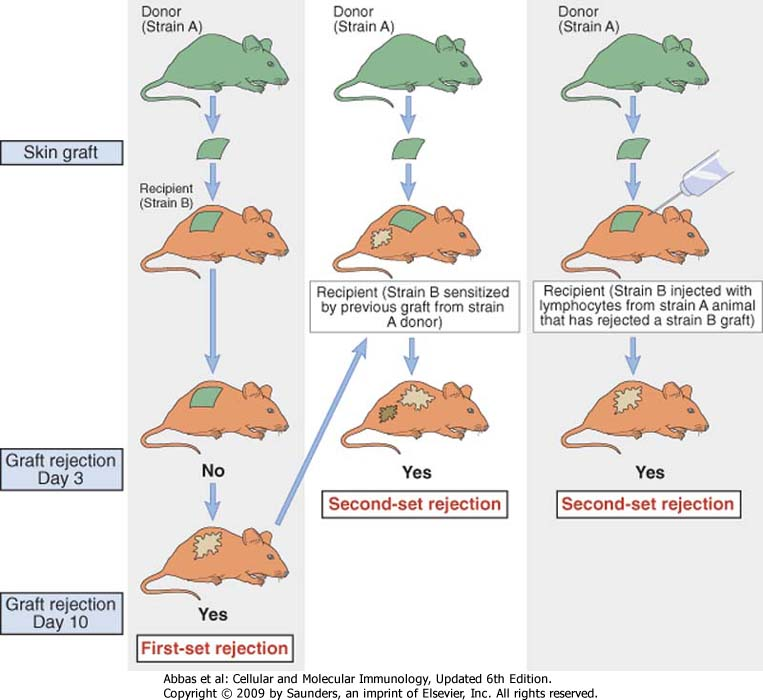 Donor
(Strain A)
Donor
(Strain A)
Donor
(Strain A)
Skin graft
Recipient
(Strain B)
Recipient (Strain B sensitized
by previous graft from strain
A donor)
Recipient (Strain B injected with
lymphocytes from strain A animal
that has rejected a strain B graft)
Graft rejection
Day 3
No
Yes
Yes
Second-set rejection
Second-set rejection
Graft rejection
Day 10
Yes
First-set rejection
Abbas et al: Cellular and Molecular Immunology, Updated 6th Edition.
Copyright © 2009 by Saunders, an imprint of Elsevier, Inc. All rights reserved.